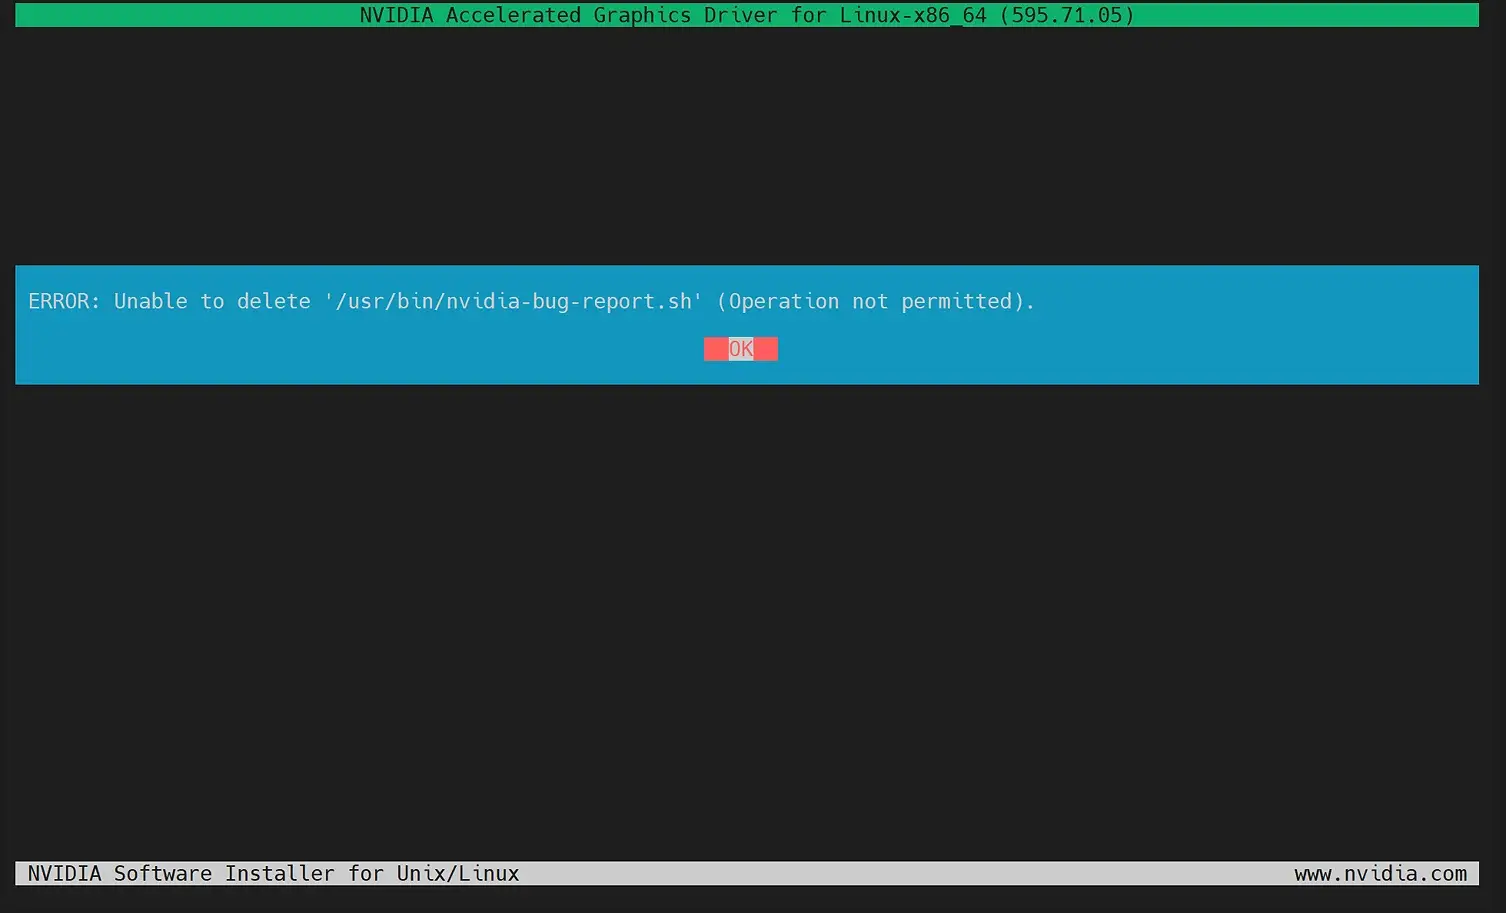 NVIDIA Accelerated Graphics Driver for Linux-x86_64 (595.71.05)
ERROR: Unable to delete '/usr/bin/nvidia-bug-report.sh' (Operation not permitted).
OK
NVIDIA Software Installer for Unix/Linux www.nvidia.com